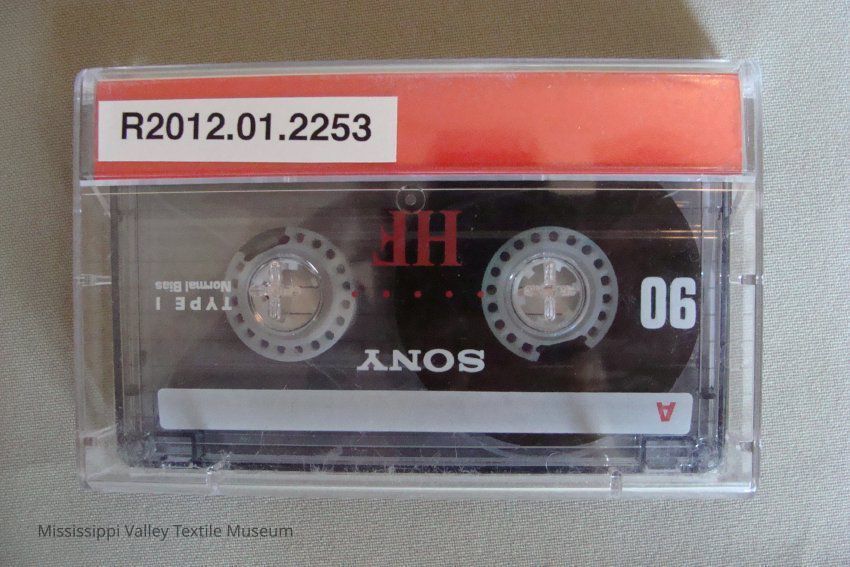 R2012.01.2253
A
SONY
90
TYPE I
Normal Bias
HF
Mississippi Valley Textile Museum